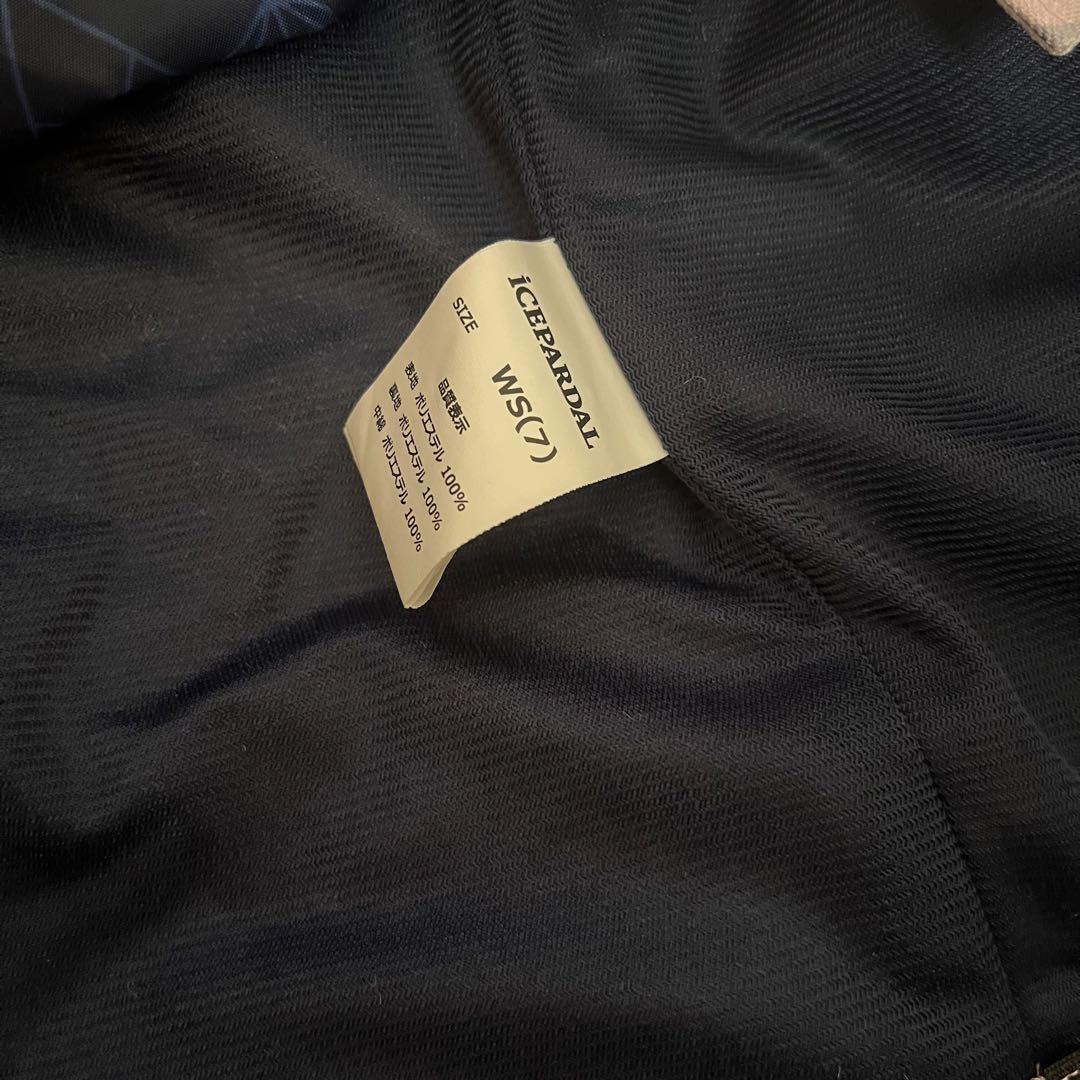 iCEPARDAL
SIZE WS(7)
品質表示
表地 ポリエステル 100%
裏地 ポリエステル 100%
中綿 ポリエステル 100%